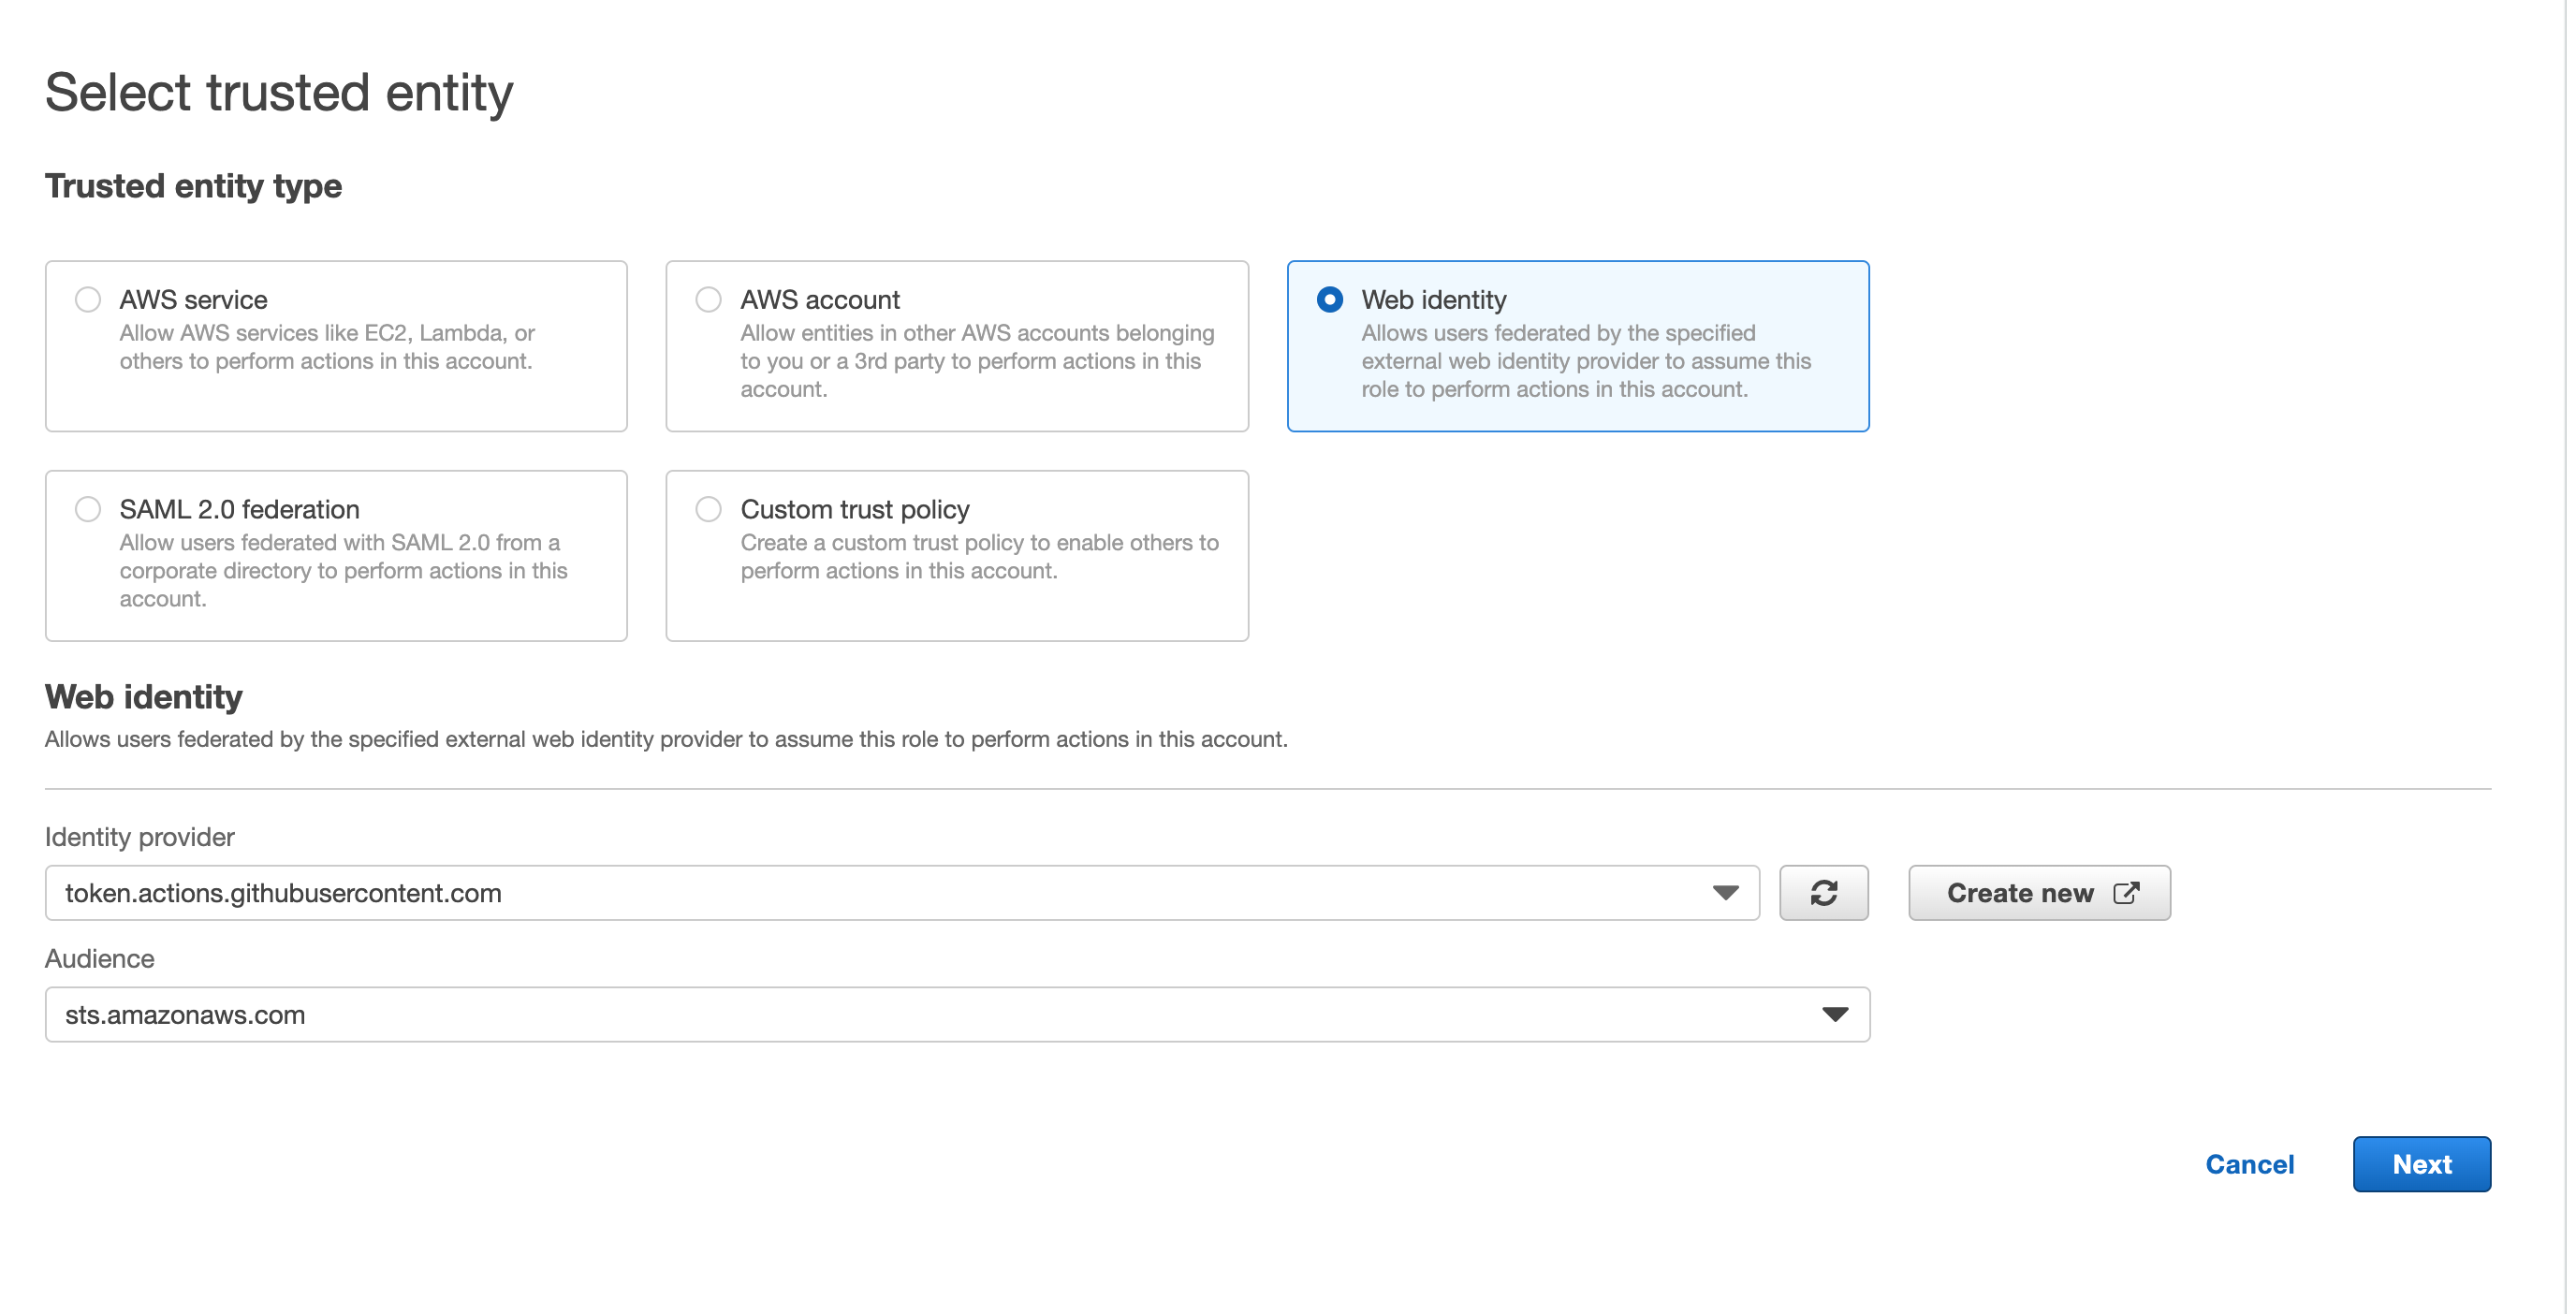 Select trusted entity
Trusted entity type
AWS service
Allow AWS services like EC2, Lambda, or
others to perform actions in this account.
AWS account
Allow entities in other AWS accounts belonging
to you or a 3rd party to perform actions in this
account.
Web identity
Allows users federated by the specified
external web identity provider to assume this
role to perform actions in this account.
SAML 2.0 federation
Allow users federated with SAML 2.0 from a
corporate directory to perform actions in this
account.
Custom trust policy
Create a custom trust policy to enable others to
perform actions in this account.
Web identity
Allows users federated by the specified external web identity provider to assume this role to perform actions in this account.
Identity provider
token.actions.githubusercontent.com
Create new
Audience
sts.amazonaws.com
Cancel
Next